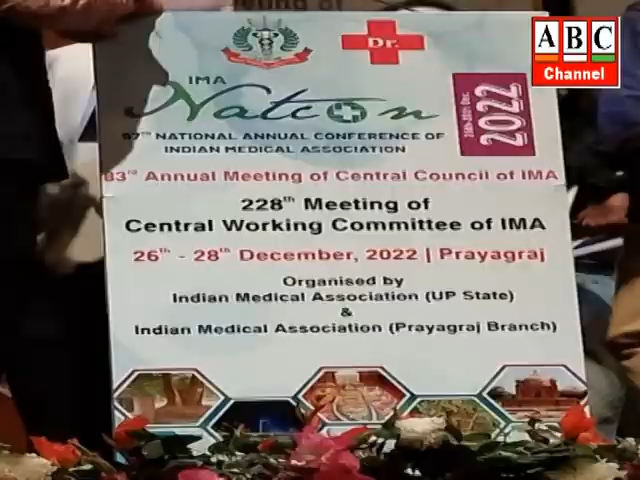 ABC
Channel
Dr.
IMA
Natcon
2022
NATIONAL ANNUAL CONFERENCE OF
INDIAN MEDICAL ASSOCIATION
83rd Annual Meeting of Central Council of IMA
228th Meeting of
Central Working Committee of IMA
26th - 28th December, 2022 | Prayagraj
Organised by
Indian Medical Association (UP State)
&
Indian Medical Association (Prayagraj Branch)